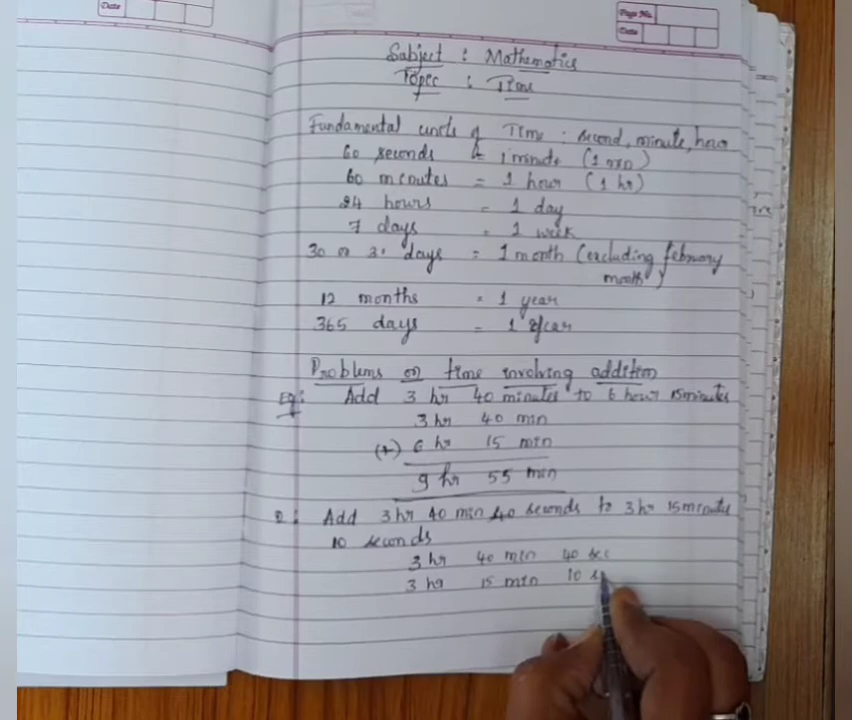 Date
Page No.
Date
Subject : Mathematics
Topic : Time
Fundamental units of Time : second, minute, hour
60 seconds = 1 minute (1 min)
60 minutes = 1 hour (1 hr)
24 hours = 1 day
7 days = 1 week
30 or 31 days = 1 month (excluding february
month)
12 months = 1 year
365 days = 1 year
Problems on time involving addition
Eg: Add 3 hr 40 minutes to 6 hour 15 minutes
3 hr 40 min
(+) 6 hr 15 min
9 hr 55 min
2: Add 3 hr 40 min 40 seconds to 3 hr 15 minutes
10 seconds
3 hr 40 min 40 sec
3 hr 15 min 10 s